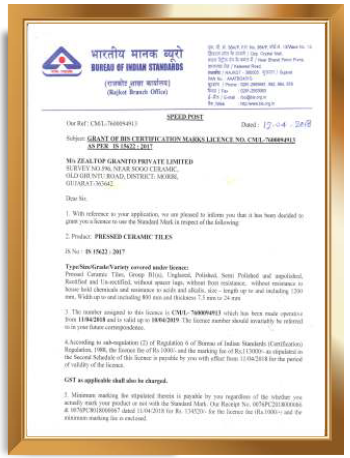 भारतीय मानक ब्यूरो
BUREAU OF INDIAN STANDARDS
(राजकोट शाखा कार्यालय)
(Rajkot Branch Office)
SPEED POST
Our Ref : CM/L-7600094913
Dated : 17-04-2018
Subject: GRANT OF BIS CERTIFICATION MARKS LICENCE NO. CM/L-7600094913
AS PER IS 15622 : 2017
M/s ZEALTOP GRANITO PRIVATE LIMITED
SURVEY NO.596, NEAR SOGO CERAMIC,
OLD GHUNTU ROAD, DISTRICT: MORBI,
GUJARAT-363642.
Dear Sir,
1. With reference to your application, we are pleased to inform you that it has been decided to
grant you a licence to use the Standard Mark in respect of the following:
2. Product: PRESSED CERAMIC TILES
IS No : IS 15622 : 2017
Type/Size/Grade/Variety covered under licence:
Pressed Ceramic Tiles, Group BI(a), Unglazed, Polished, Semi Polished and unpolished,
Rectified and Un-rectified, without spacer lugs, without frost resistance, without resistance to
house hold chemicals and resistance to acids and alkalis, size - length up to and including 1200
mm, Width up to and including 800 mm and thickness 7.5 mm to 24 mm
3. The number assigned to this licence is CM/L- 7600094913 which has been made operative
from 11/04/2018 and is valid up to 10/04/2019. The licence number should invariably be referred
to in your future correspondence.
4.According to sub-regulation (2) of Regulation 6 of Bureau of Indian Standards (Certification)
Regulation, 1988, the licence fee of Rs.1000/- and the marking fee of Rs.113000/- as stipulated in
the Second Schedule of this licence is payable by you with effect from 11/04/2018 for the period
of validity of the licence.
GST as applicable shall also be charged.
5. Minimum marking fee stipulated therein is payable by you regardless of the whether you
actually mark your product or not with the Standard Mark. Our Receipt No.
dated 11/04/2018 for Rs. 134520/- for the licence fee (Rs.1000/-) and the
minimum marking fee is enclosed.